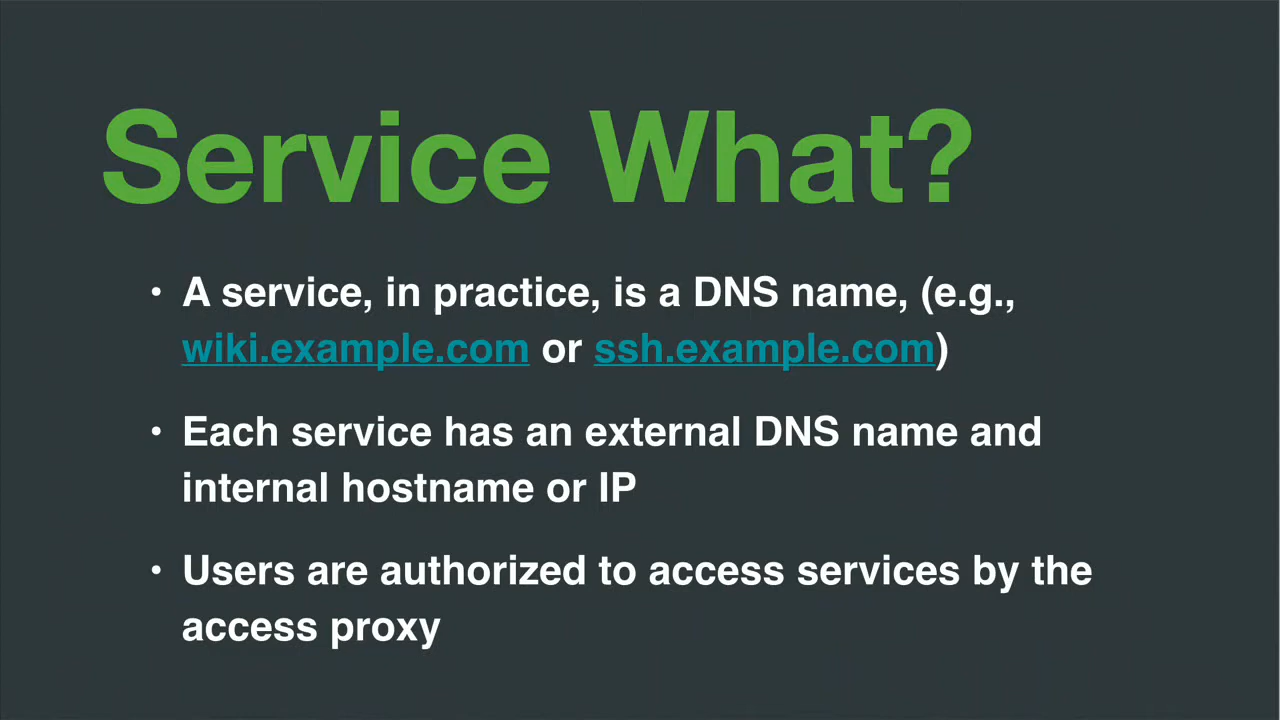 Service What?
• A service, in practice, is a DNS name, (e.g.,
wiki.example.com or ssh.example.com)
• Each service has an external DNS name and
internal hostname or IP
• Users are authorized to access services by the
access proxy